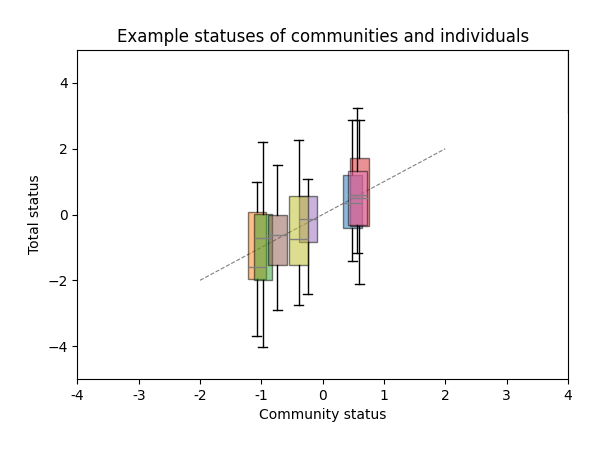 Example statuses of communities and individuals
Total status
4
2
0
−2
−4
-4 -3 -2 -1 0 1 2 3 4
Community status